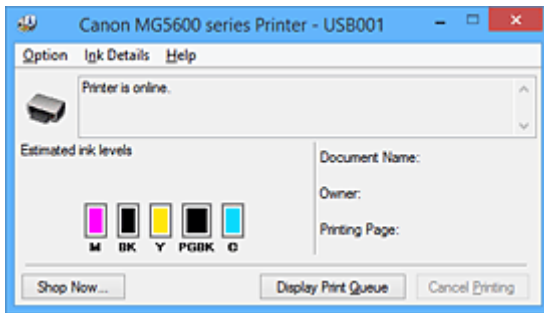 Canon MG5600 series Printer - USB001
Option Ink Details Help
Printer is online.
Estimated ink levels
Document Name:
Owner:
Printing Page:
M BK Y PGBK C
Shop Now... Display Print Queue Cancel Printing